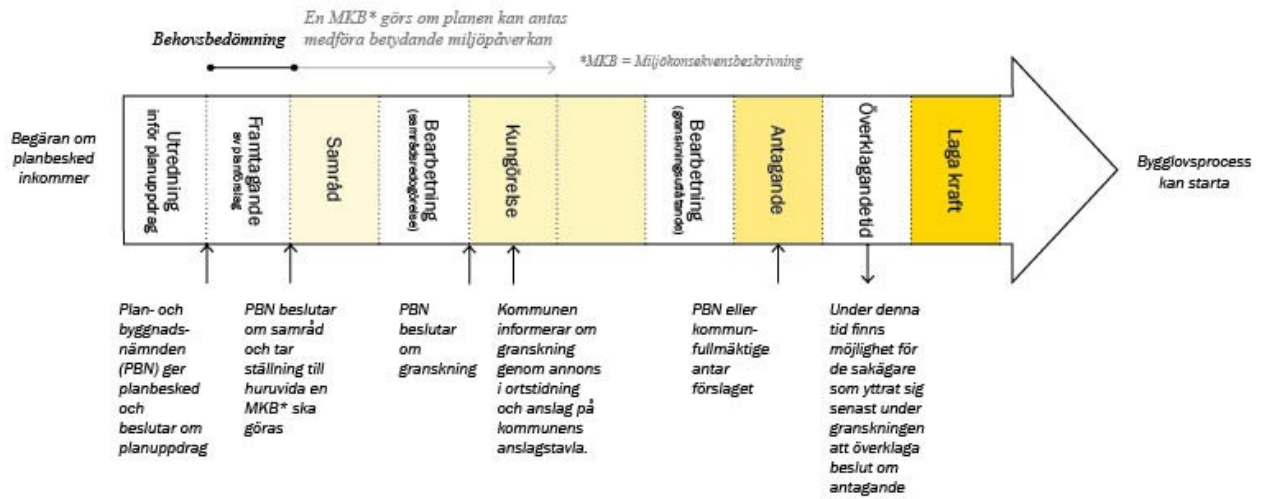 En MKB* görs om planen kan antas
medföra betydande miljöpåverkan
Behovsbedömning
*MKB = Miljökonsekvensbeskrivning
Begäran om
planbesked
inkommer
Utredning
inför planuppdrag
Framtagande
av planförslag
Samråd
Bearbetning
(samrådsredogörelse)
Kungörelse
Bearbetning
(granskningsutlåtande)
Antagande
Överklagandetid
Laga kraft
Bygglovsprocess
kan starta
Plan- och
byggnads-
nämnden
(PBN) ger
planbesked
och
beslutar om
planuppdrag
PBN beslutar
om samråd
och tar
ställning till
huruvida en
MKB* ska
göras
PBN
beslutar
om
granskning
Kommunen
informerar om
granskning
genom annons
i ortstidning
och anslag på
kommunens
anslagstavla.
PBN eller
kommun-
fullmäktige
antar
förslaget
Under denna
tid finns
möjlighet för
de sakägare
som yttrat sig
senast under
granskningen
att överklaga
beslut om
antagande